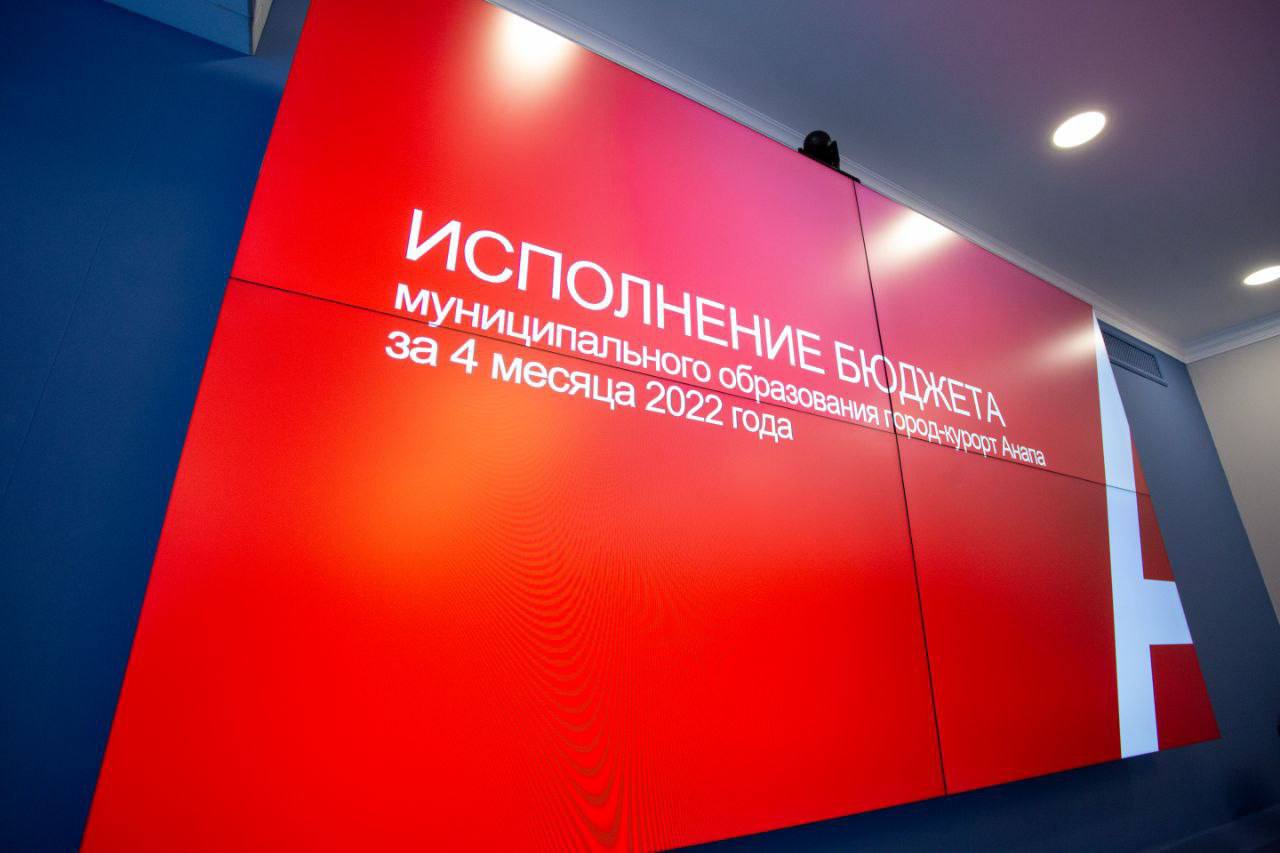 ИСПОЛНЕНИЕ БЮДЖЕТА
муниципального образования город-курорт Анапа
за 4 месяца 2022 года
А